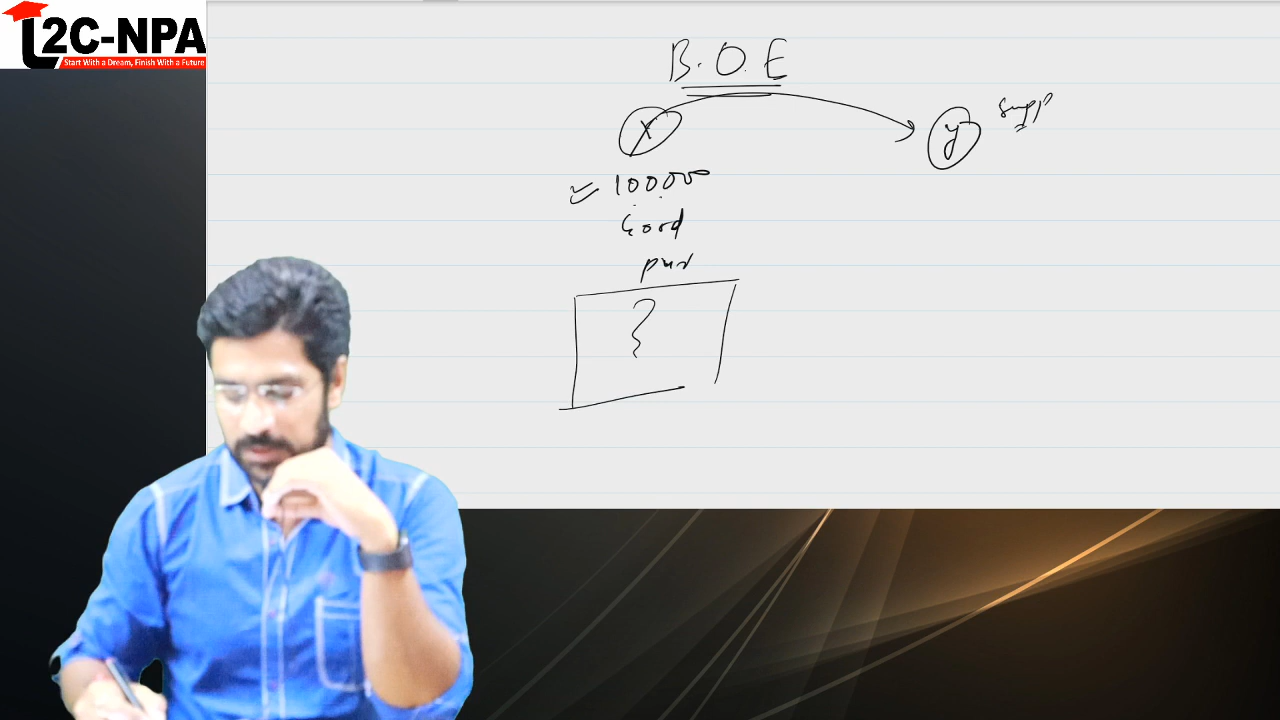 L2C-NPA
Start With a Dream, Finish With a Future
B.O.E
X
y
supp
100000
Good
pur
?